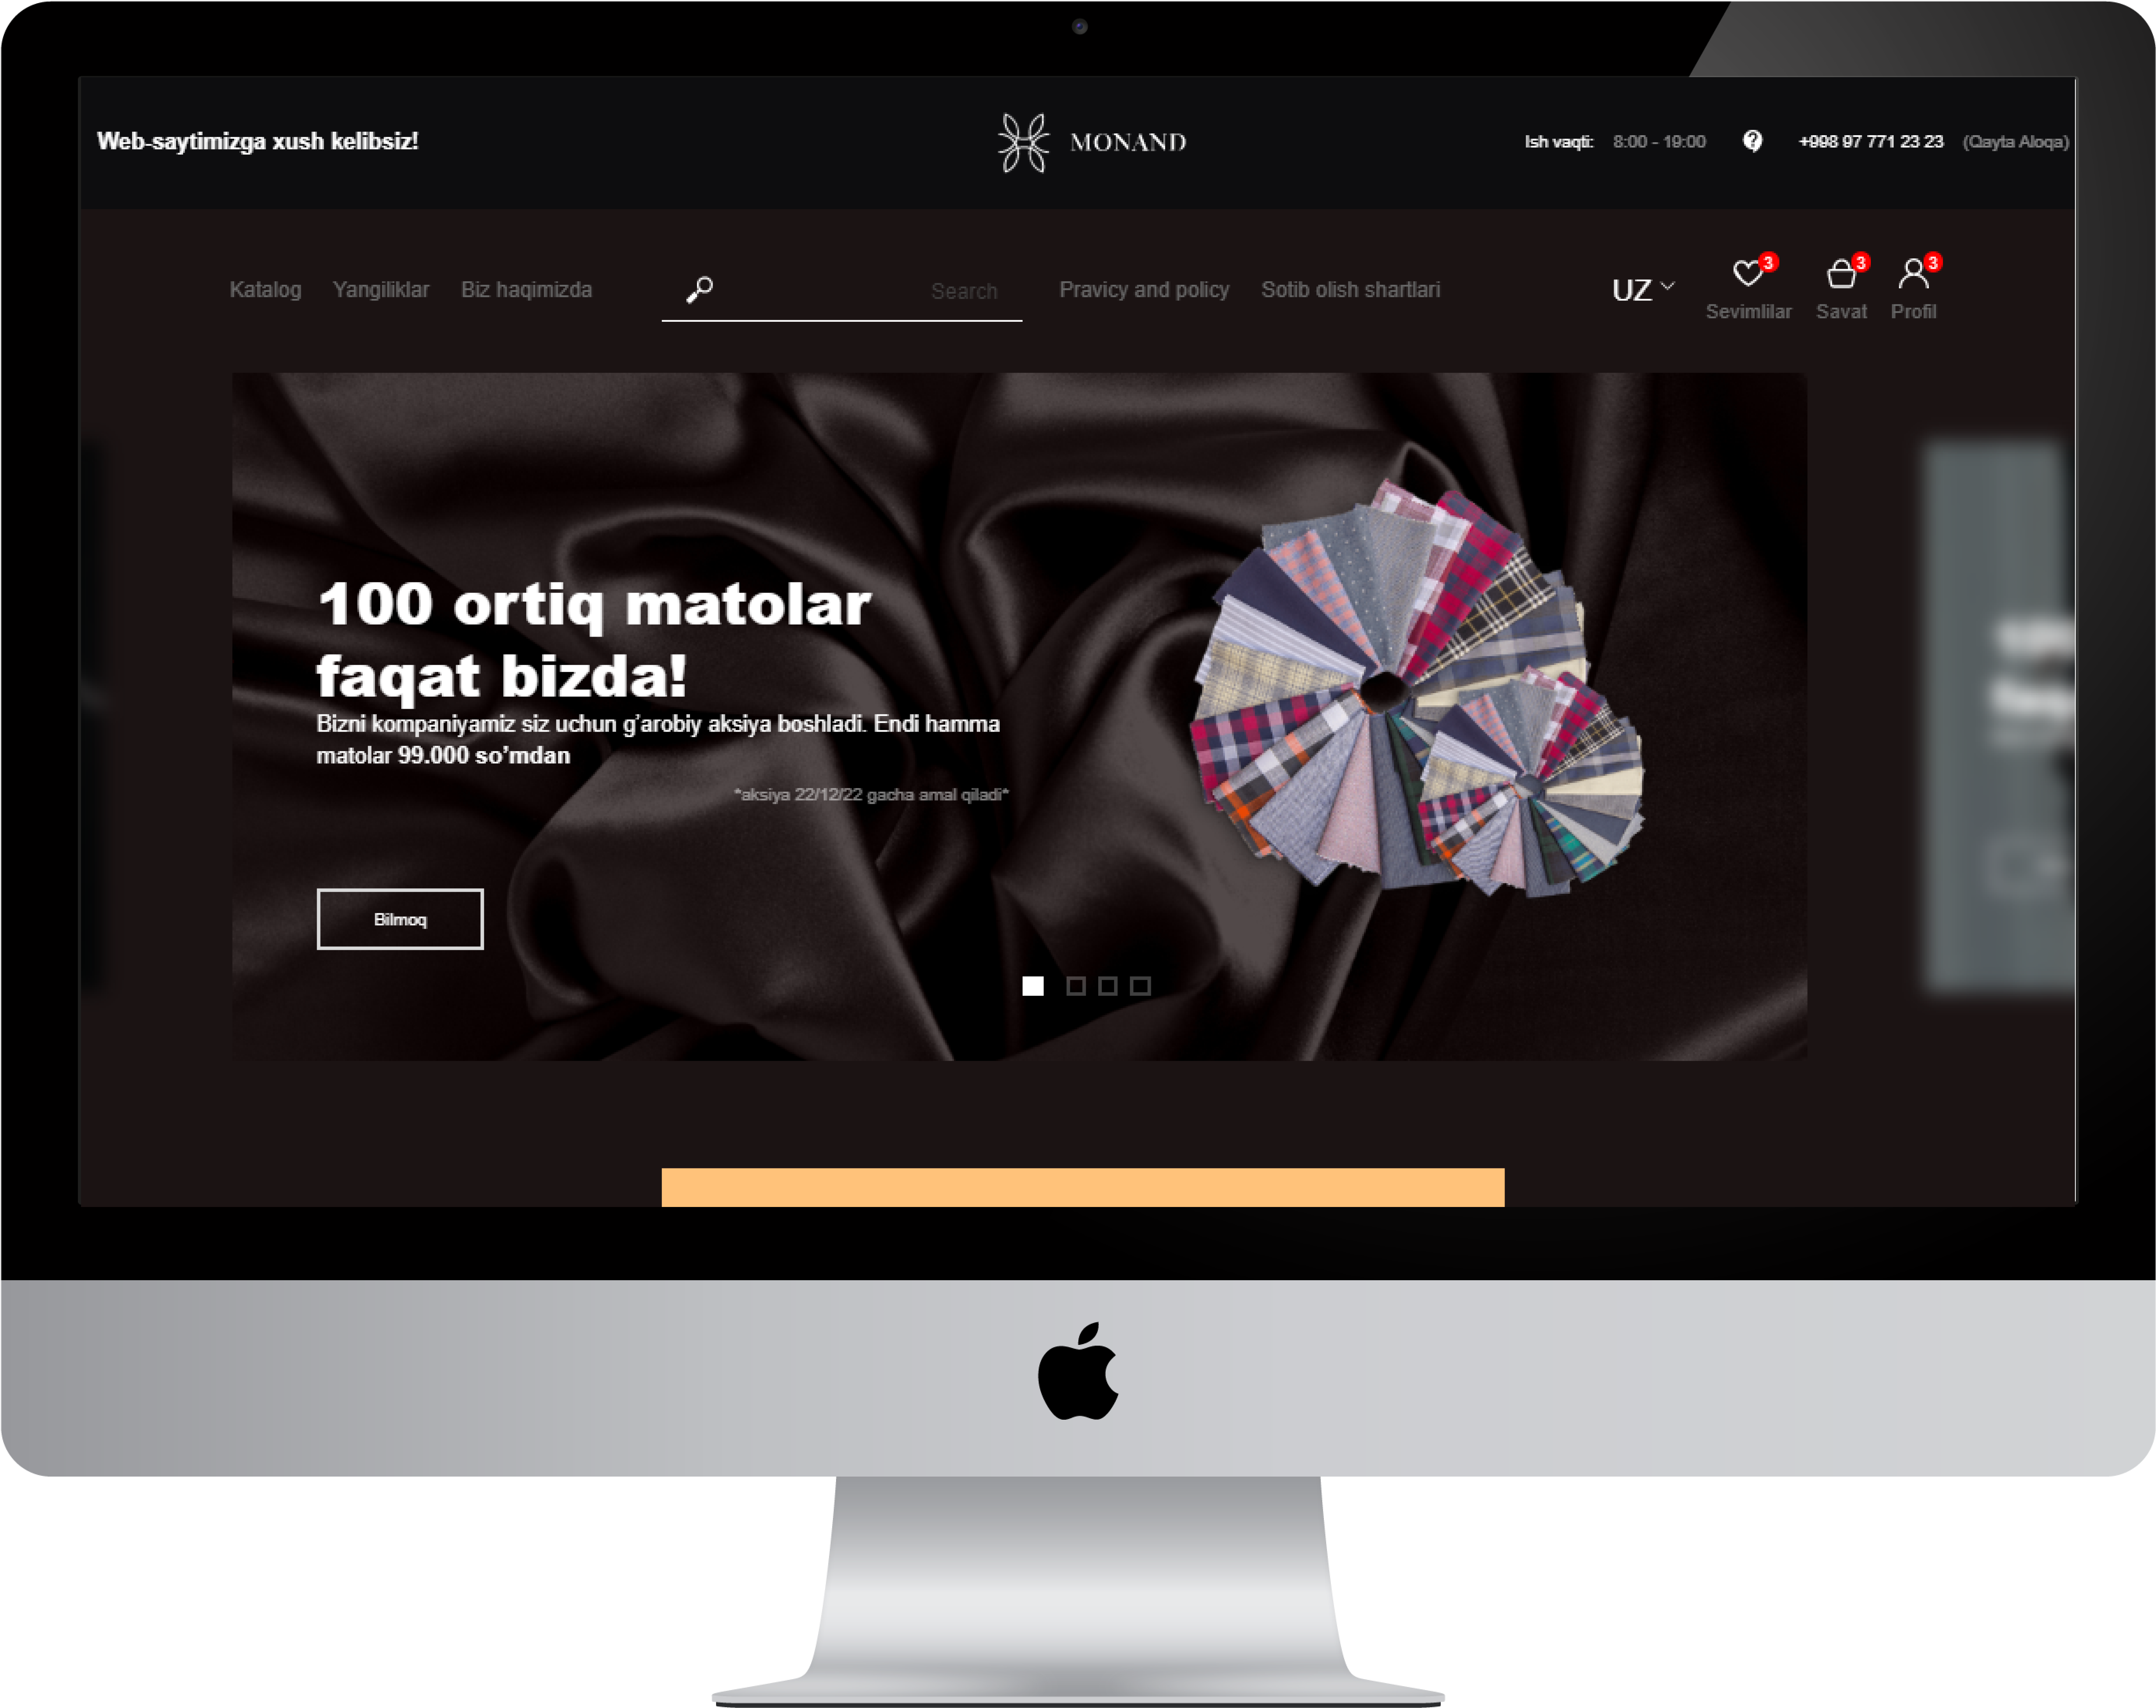 Web-saytimizga xush kelibsiz!
MONAND
Ish vaqti: 8:00 - 19:00 +998 97 771 23 23 (Qayta Aloqa)
Katalog Yangiliklar Biz haqimizda Search Pravicy and policy Sotib olish shartlari UZ
3 3 3
Sevimlilar Savat Profil
100 ortiq matolar
faqat bizda!
Bizni kompaniyamiz siz uchun g‘arobiy aksiya boshladi. Endi hamma
matolar 99.000 so’mdan
*aksiya 22/12/22 gacha amal qiladi*
Bilmoq